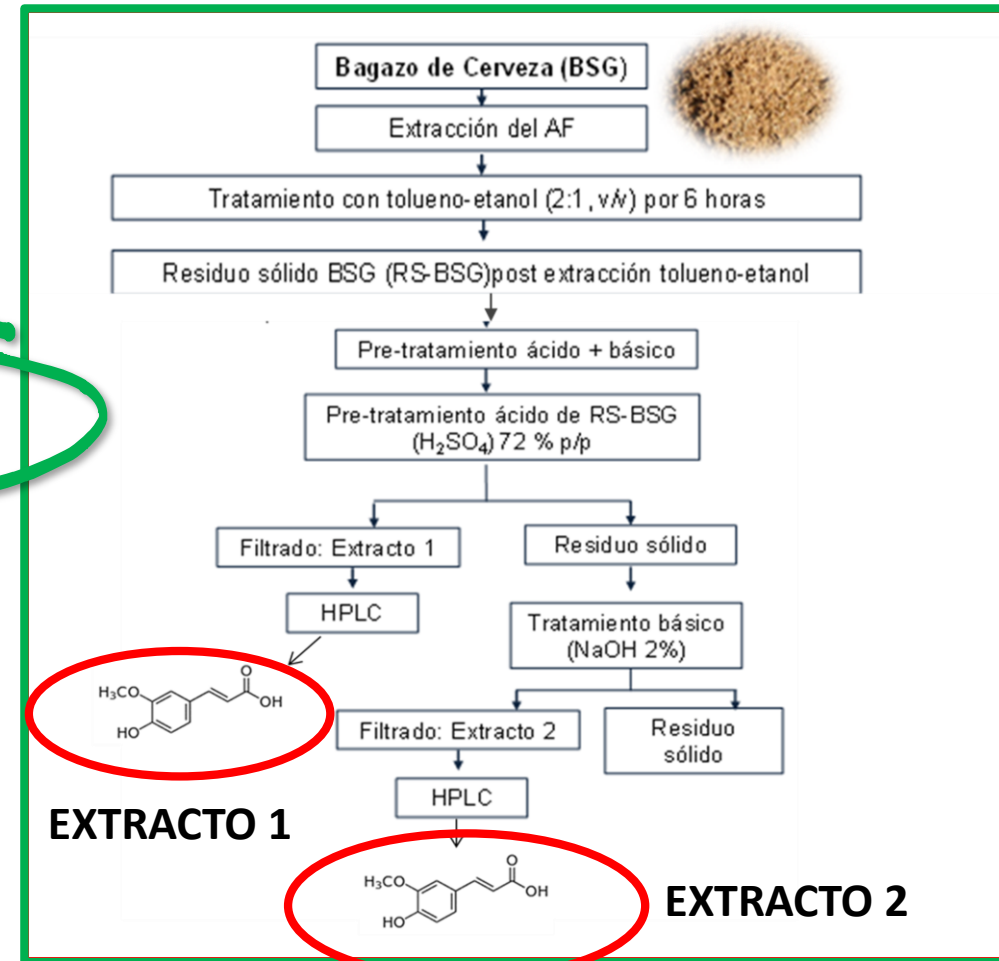 Bagazo de Cerveza (BSG)
Extracción del AF
Tratamiento con tolueno-etanol (2:1, v/v) por 6 horas
Residuo sólido BSG (RS-BSG)post extracción tolueno-etanol
Pre-tratamiento ácido + básico
Pre-tratamiento ácido de RS-BSG
(H₂SO₄) 72 % p/p
Filtrado: Extracto 1
Residuo sólido
HPLC
Tratamiento básico
(NaOH 2%)
H₃CO
HO
O
OH
Filtrado: Extracto 2
Residuo
sólido
HPLC
EXTRACTO 1
H₃CO
HO
O
OH
EXTRACTO 2